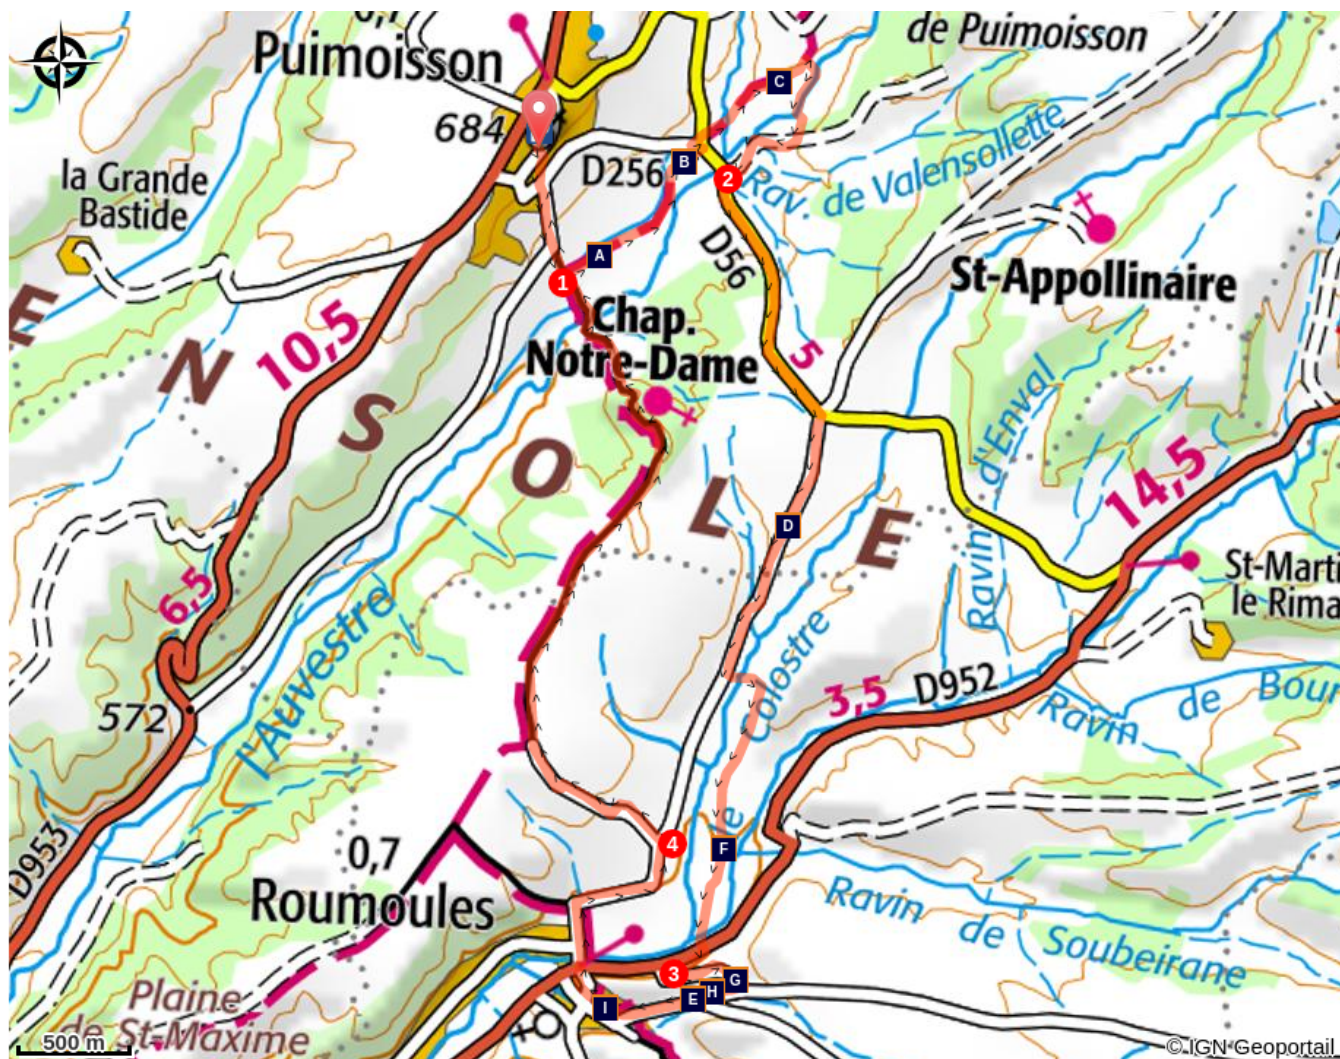 0,7
Puimoisson
de Puimoisson
684
C
la Grande
Bastide
D256
B
2
Rav. de Valensollette
A
D56
1
St-Appollinaire
E N S O L E
10,5
Chap.
Notre-Dame
5
Ravin d'Enval
14,5
D
6,5
St-Marti
le Rima
l'Auvestre
Colostre
3,5
D952
572
Ravin de Bour
D953
0,7
4
F
le
Roumoules
Ravin de Soubeirane
3
G
H
E
I
Plaine
de St-Maxime
500 m
© IGN Geoportail